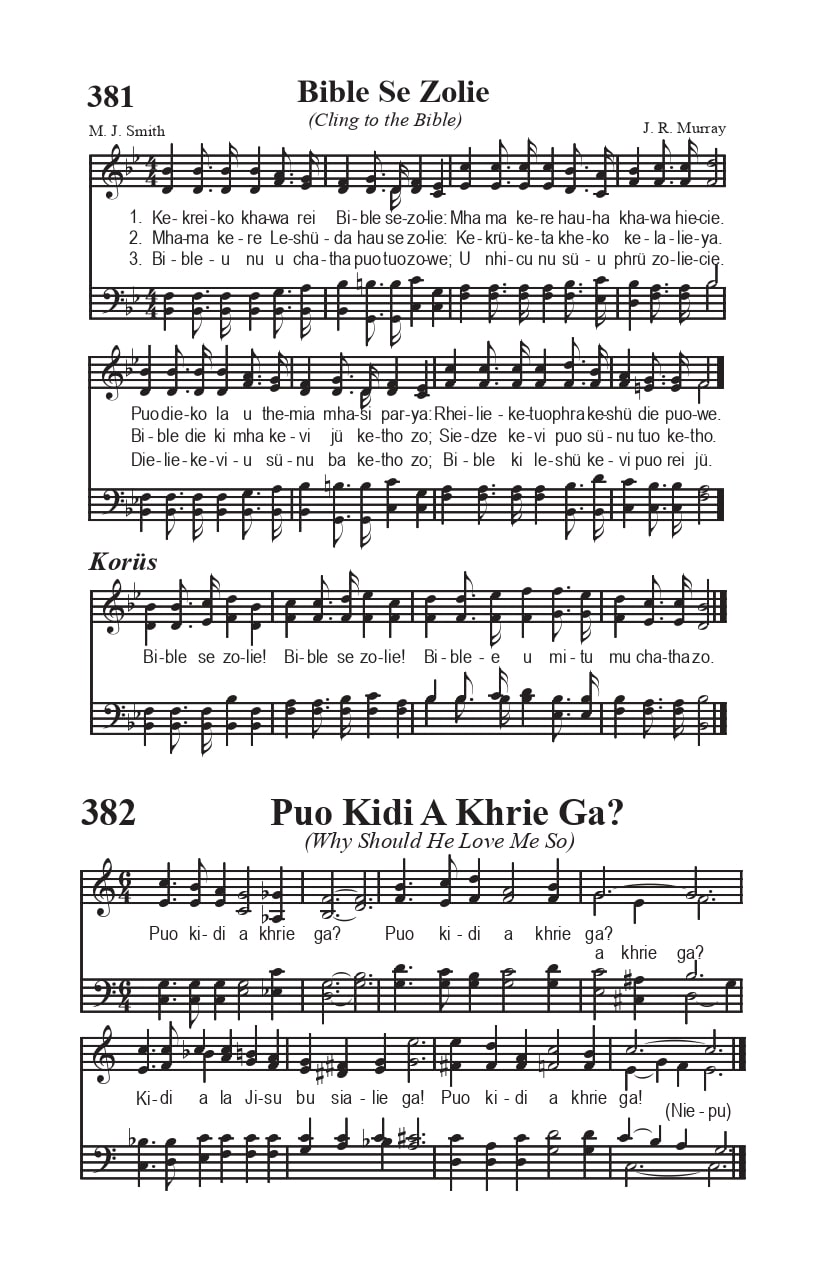 381
Bible Se Zolie
(Cling to the Bible)
M. J. Smith
J. R. Murray
1. Ke-krei-ko kha-wa rei Bi-ble se-zo-lie: Mha ma ke-re hau-ha kha-wa hie-cie.
2. Mha-ma ke-re Le-shü-da hau se zo-lie: Ke-krü-ke-ta khe-ko ke-la-lie-ya.
3. Bi-ble-u nu u cha-tha puo tuo zo-we; U nhi-cu nu sü-u phrü zo-lie-cie.
Puo die-ko la u the-mia mha-si par-ya: Rhei-lie-ke-tuo phra ke-shü die puo-we.
Bi-ble die ki mha ke-vi jü ke-tho zo; Sie-dze ke-vi puo sü-nu tuo ke-tho.
Die-lie-ke-vi-u sü-nu ba ke-tho zo; Bi-ble ki le-shü ke-vi puo rei jü.
Korüs
Bi-ble se zo-lie! Bi-ble se zo-lie! Bi-ble-e u mi-tu mu cha-tha zo.
382
Puo Kidi A Khrie Ga?
(Why Should He Love Me So)
Puo ki-di a khrie ga? Puo ki-di a khrie ga?
a khrie ga?
Ki-di a la Ji-su bu sia-lie ga! Puo ki-di a khrie ga!
(Nie-pu)